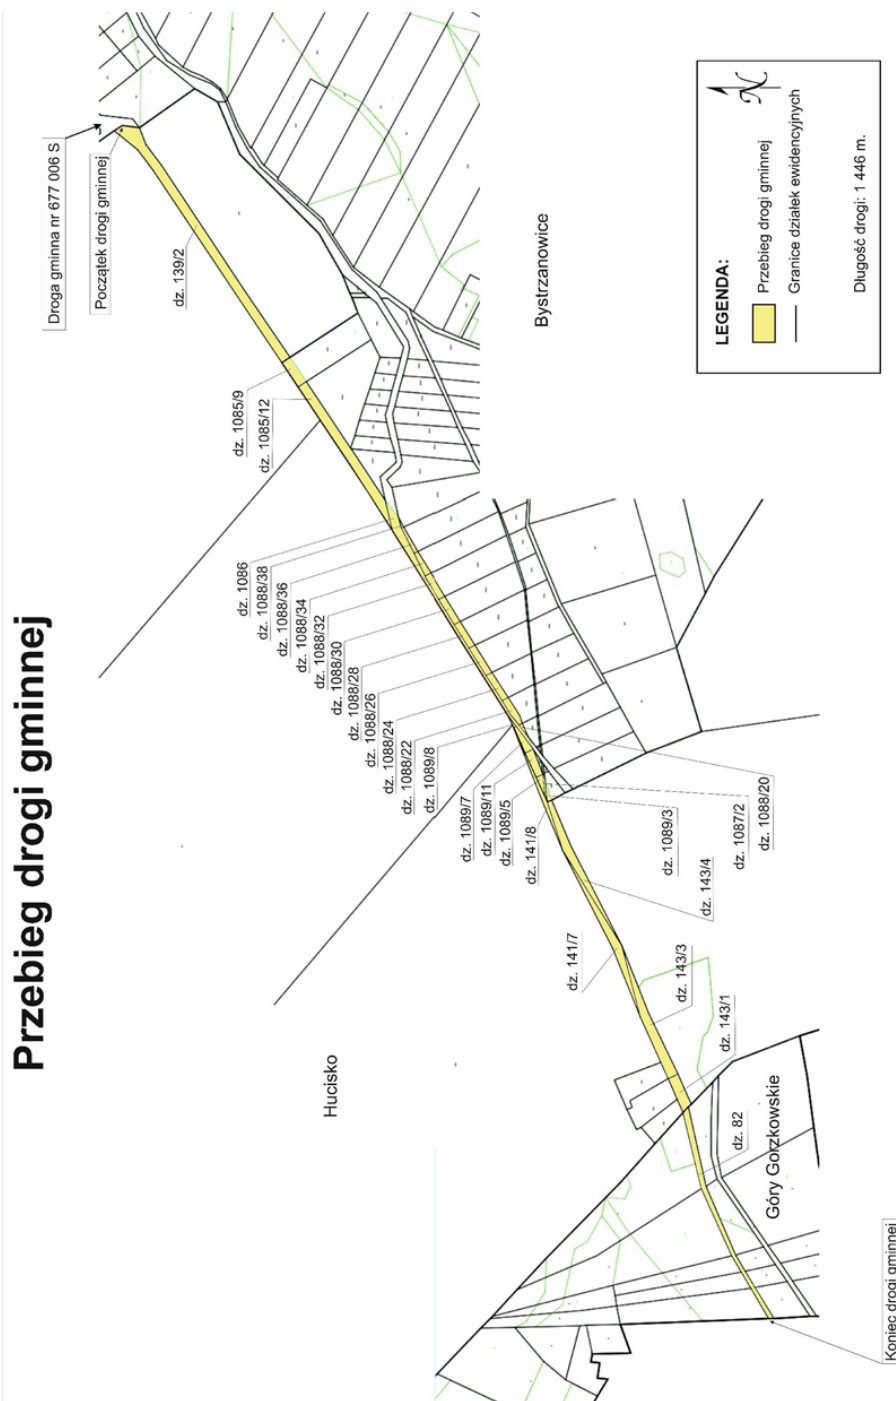 Przebieg drogi gminnej
Droga gminna nr 677 006 S
Początek drogi gminnej
dz. 139/2
dz. 1085/9
dz. 1085/12
dz. 1086
dz. 1088/38
dz. 1088/36
dz. 1088/34
dz. 1088/32
dz. 1088/30
dz. 1088/28
dz. 1088/26
dz. 1088/24
dz. 1088/22
dz. 1089/8
dz. 1089/7
dz. 1089/11
dz. 1089/5
dz. 141/8
dz. 141/7
dz. 1089/3
dz. 1087/2
dz. 1088/20
dz. 143/4
dz. 143/3
dz. 143/1
dz. 82
Hucisko
Bystrzanowice
Góry Gorzkowskie
Koniec drogi gminnej
N
LEGENDA:
Przebieg drogi gminnej
Granice działek ewidencyjnych
Długość drogi: 1 446 m.